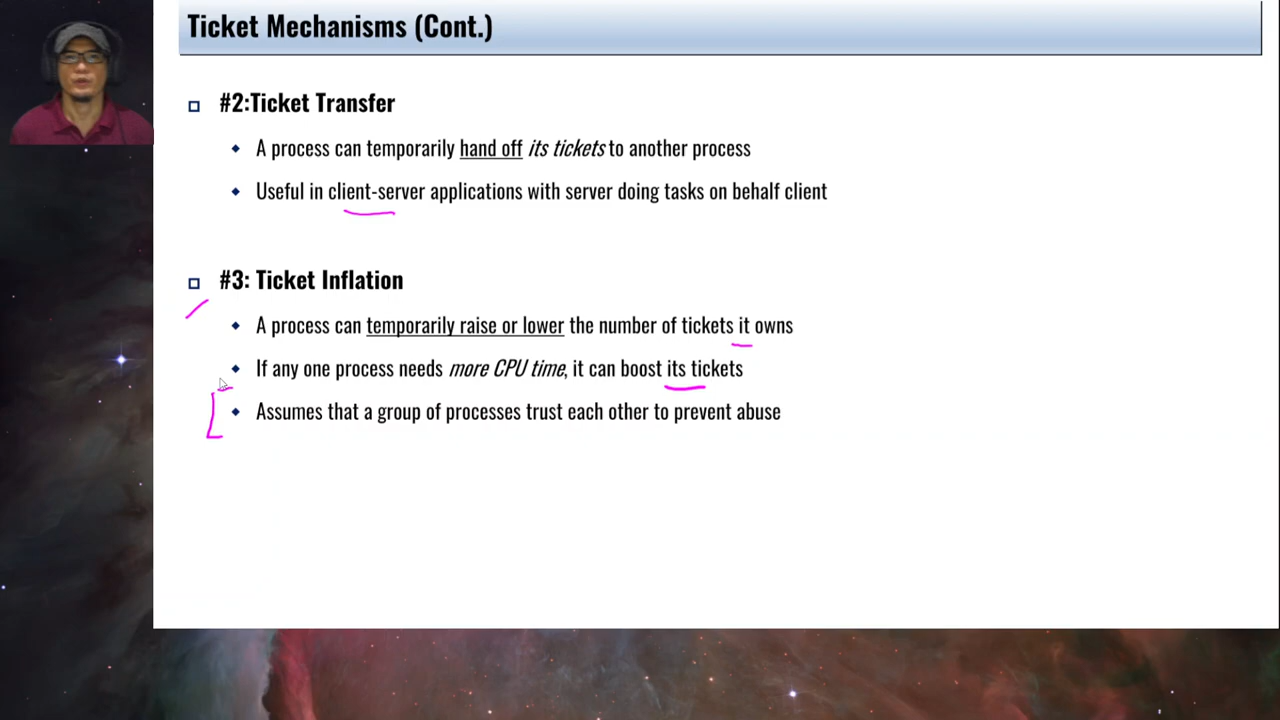 Ticket Mechanisms (Cont.)
#2:Ticket Transfer
A process can temporarily hand off its tickets to another process
Useful in client-server applications with server doing tasks on behalf client
#3: Ticket Inflation
A process can temporarily raise or lower the number of tickets it owns
If any one process needs more CPU time, it can boost its tickets
Assumes that a group of processes trust each other to prevent abuse